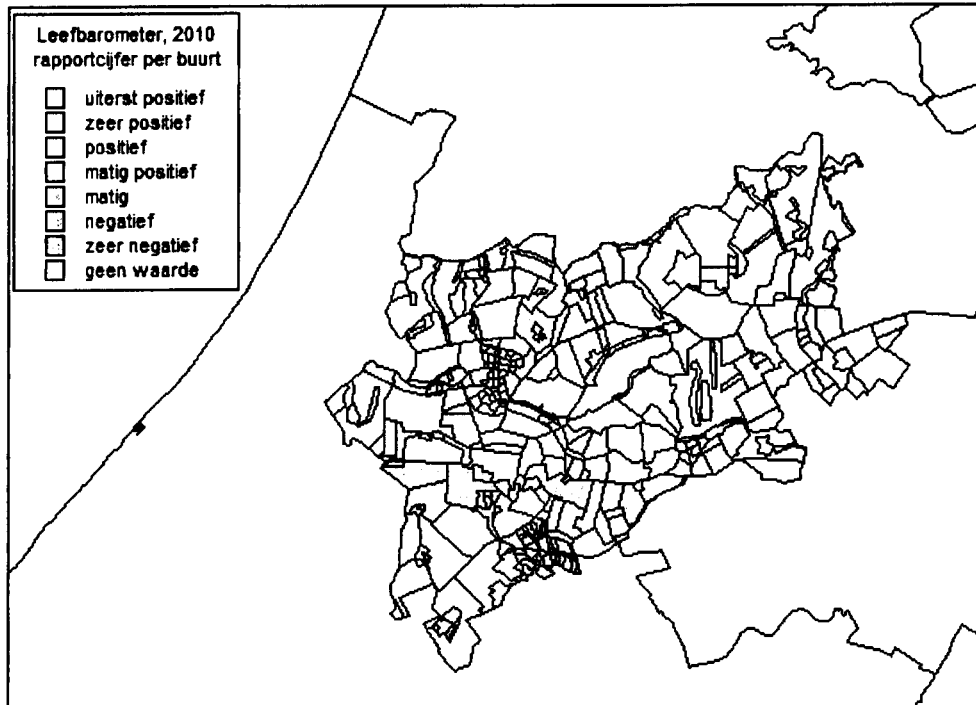 Leefbarometer, 2010
rapportcijfer per buurt
uiterst positief
zeer positief
positief
matig positief
matig
negatief
zeer negatief
geen waarde